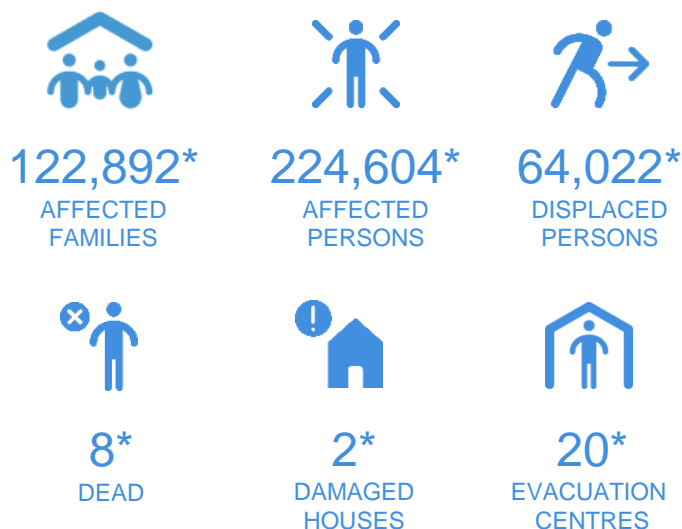 122,892* 224,604* 64,022*
AFFECTED AFFECTED DISPLACED
FAMILIES PERSONS PERSONS
8* 2* 20*
DEAD DAMAGED EVACUATION
HOUSES CENTRES